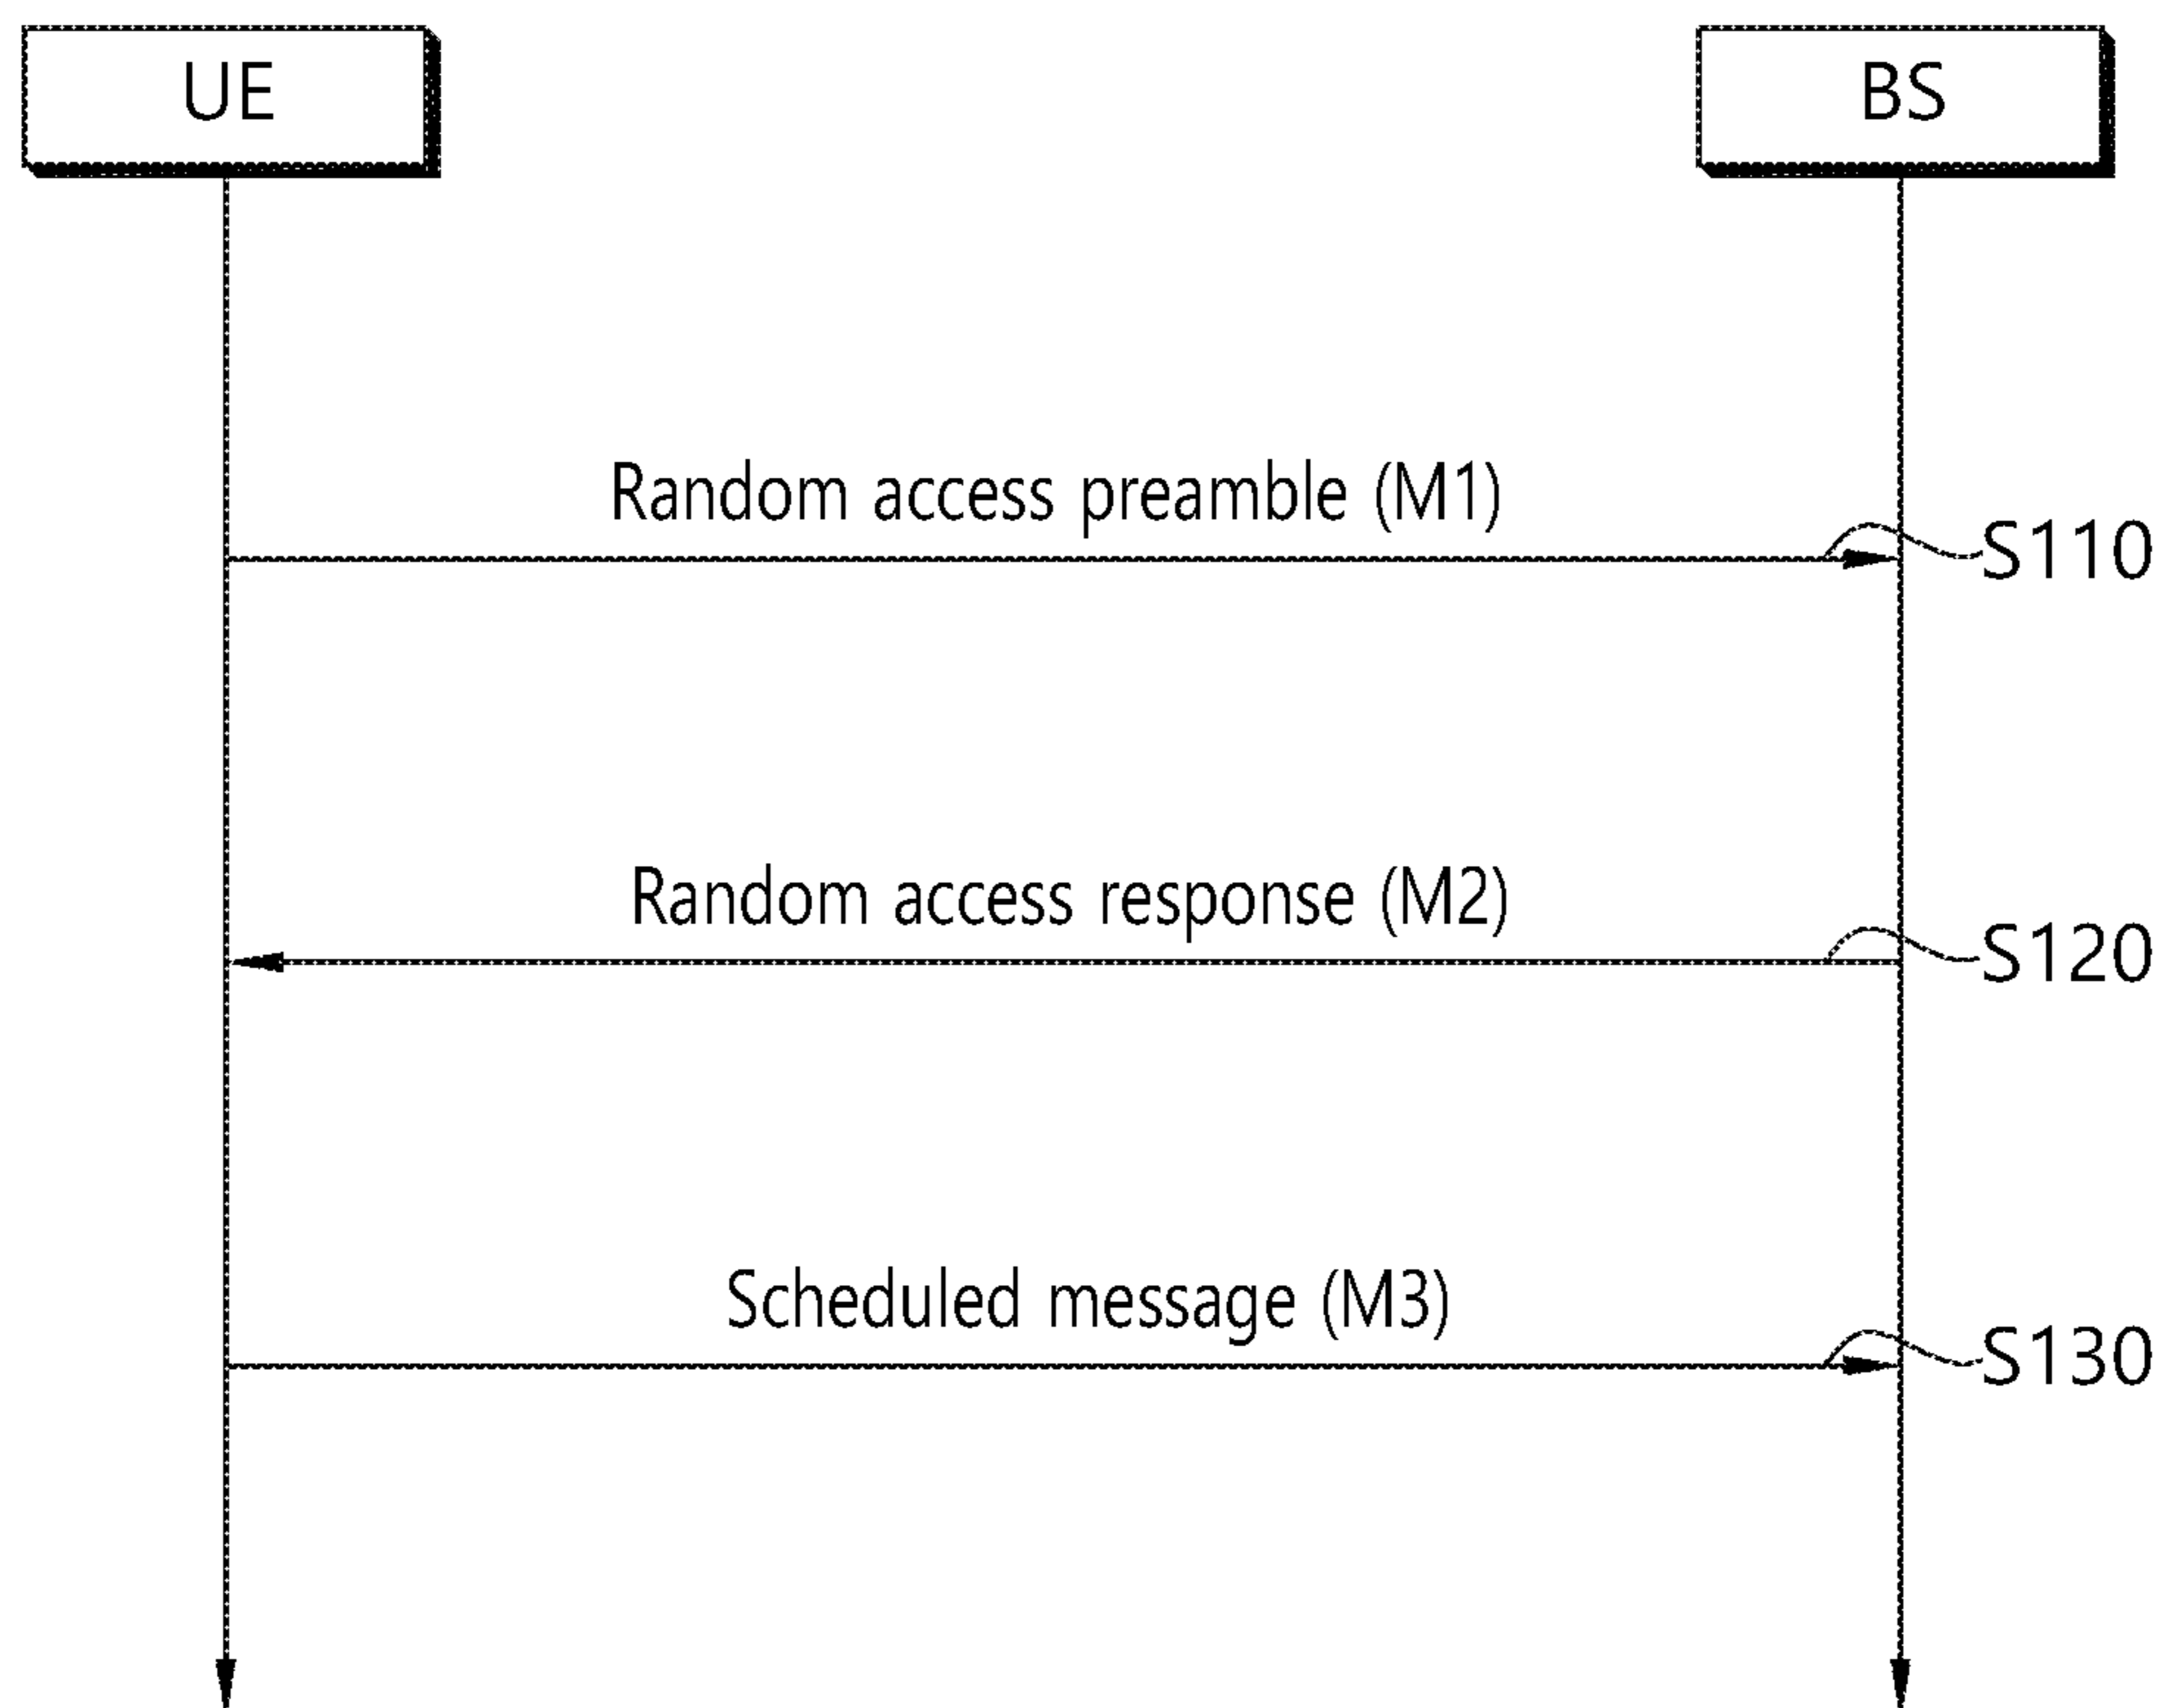 UE
BS
Random access preamble (M1)
S110
Random access response (M2)
S120
Scheduled message (M3)
S130